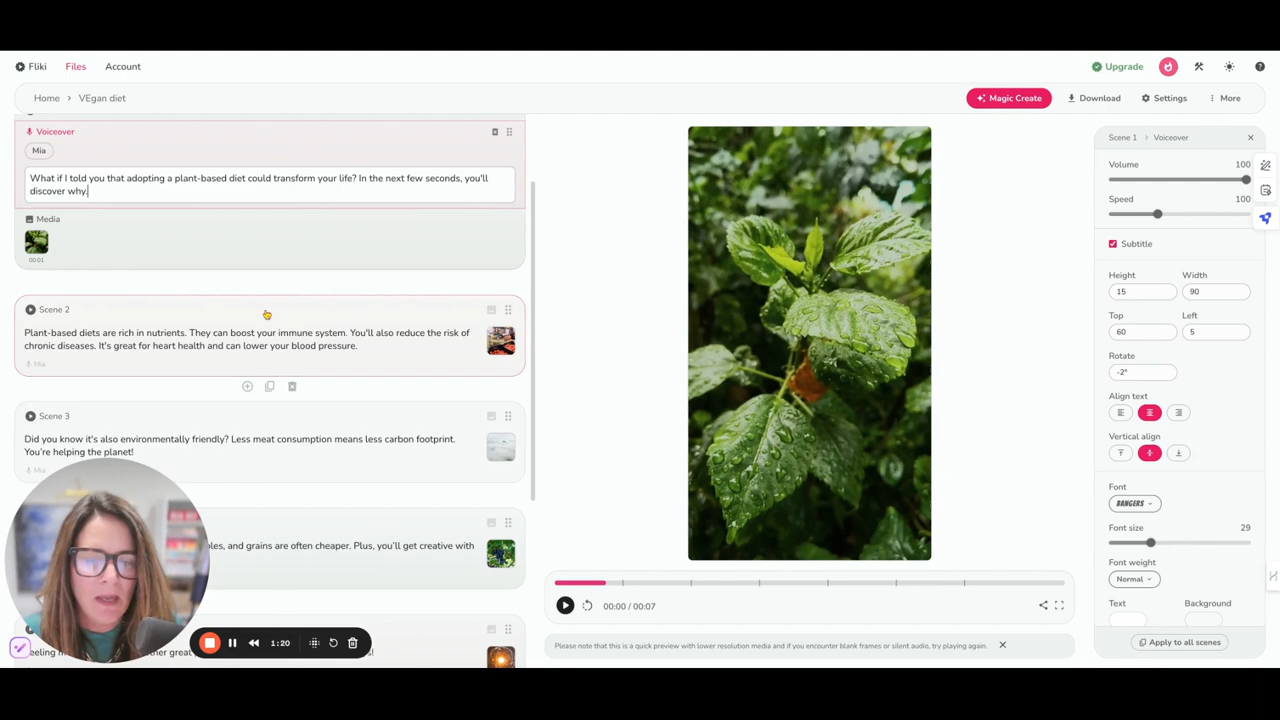 Fliki
Files
Account
Upgrade
Home > VEgan diet
Magic Create
Download
Settings
More
Voiceover
Mia
What if I told you that adopting a plant-based diet could transform your life? In the next few seconds, you'll
discover why.
Media
00:01
Scene 2
Plant-based diets are rich in nutrients. They can boost your immune system. You'll also reduce the risk of
chronic diseases. It's great for heart health and can lower your blood pressure.
Mia
Scene 3
Did you know it's also environmentally friendly? Less meat consumption means less carbon footprint.
You're helping the planet!
Mia
and grains are often cheaper. Plus, you'll get creative with
1:20
00:00 / 00:07
Please note that this is a quick preview with lower resolution media and if you encounter blank frames or silent audio, try playing again.
Scene 1 > Voiceover
Volume 100
Speed 100
Subtitle
Height Width
15 90
Top Left
60 5
Rotate
-2°
Align text
Vertical align
Font
BANGERS
Font size 29
Font weight
Normal
Text Background
Apply to all scenes